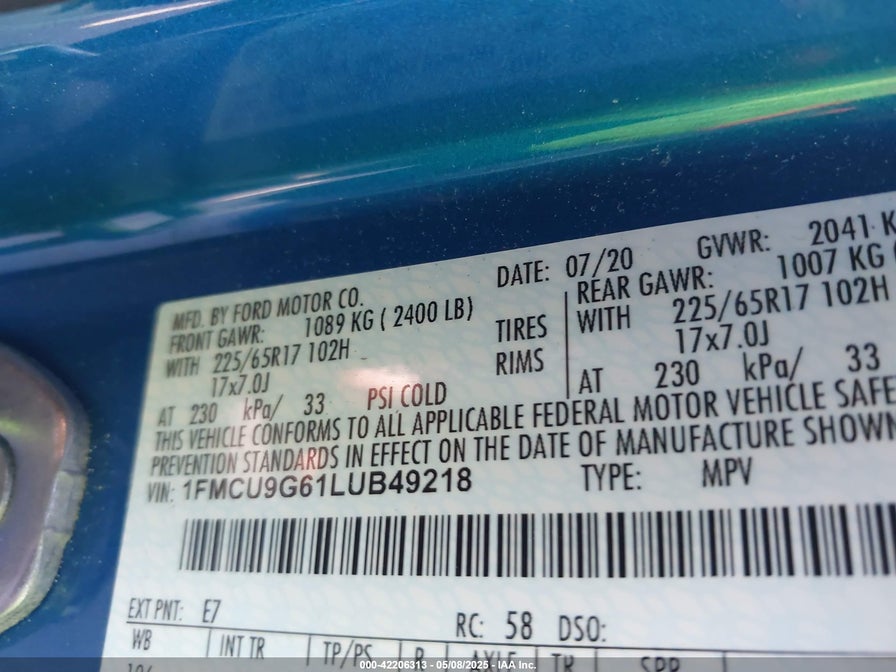 MFD. BY FORD MOTOR CO.
DATE: 07/20
GVWR: 2041 K
FRONT GAWR: 1089 KG ( 2400 LB)
REAR GAWR: 1007 KG (
WITH 225/65R17 102H
TIRES
WITH 225/65R17 102H
17x7.0J
RIMS
17x7.0J
AT 230 kPa/ 33 PSI COLD
AT 230 kPa/ 33
THIS VEHICLE CONFORMS TO ALL APPLICABLE FEDERAL MOTOR VEHICLE SAFE
PREVENTION STANDARDS IN EFFECT ON THE DATE OF MANUFACTURE SHOWN
VIN: 1FMCU9G61LUB49218
TYPE: MPV
EXT PNT: E7
RC: 58 DSO:
WB INT TR TP/PS R AXLE TR SPR
000-42206313 - 05/08/2025 - IAA Inc.